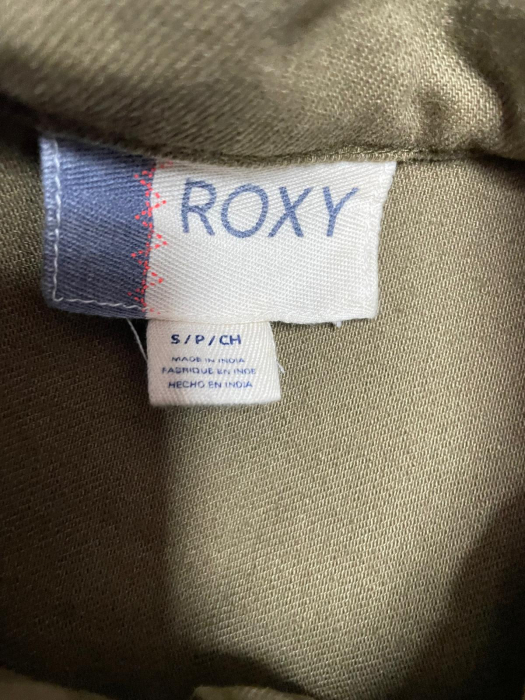 ROXY
S / P / CH
MADE IN INDIA
FABRIQUE EN INDE
HECHO EN INDIA